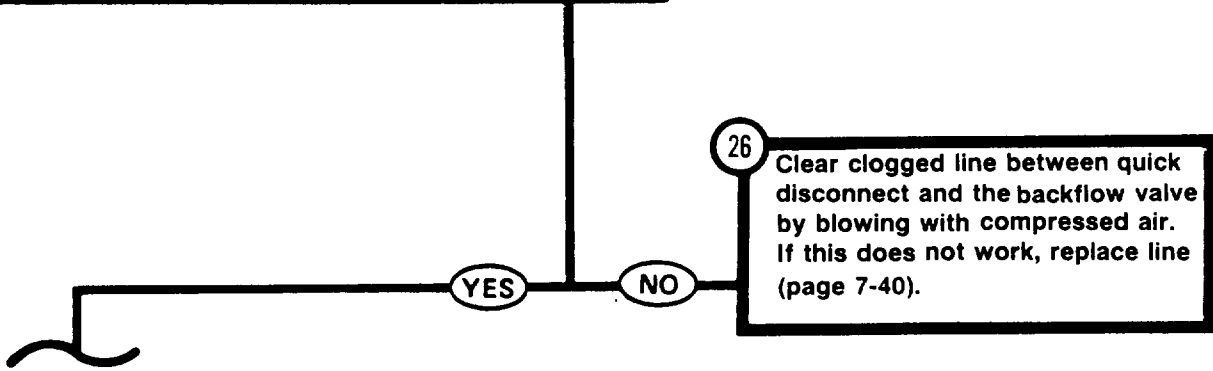 26
Clear clogged line between quick
disconnect and the backflow valve
by blowing with compressed air.
If this does not work, replace line
(page 7-40).
YES
NO